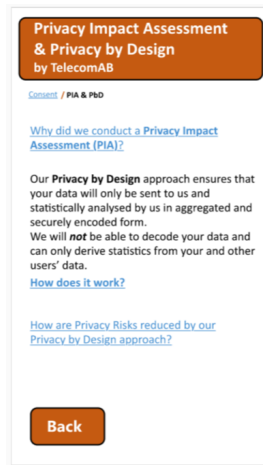 Privacy Impact Assessment
& Privacy by Design
by TelecomAB
Consent / PIA & PbD
Why did we conduct a Privacy Impact
Assessment (PIA)?
Our Privacy by Design approach ensures that
your data will only be sent to us and
statistically analysed by us in aggregated and
securely encoded form.
We will not be able to decode your data and
can only derive statistics from your and other
users’ data.
How does it work?
How are Privacy Risks reduced by our
Privacy by Design approach?
Back